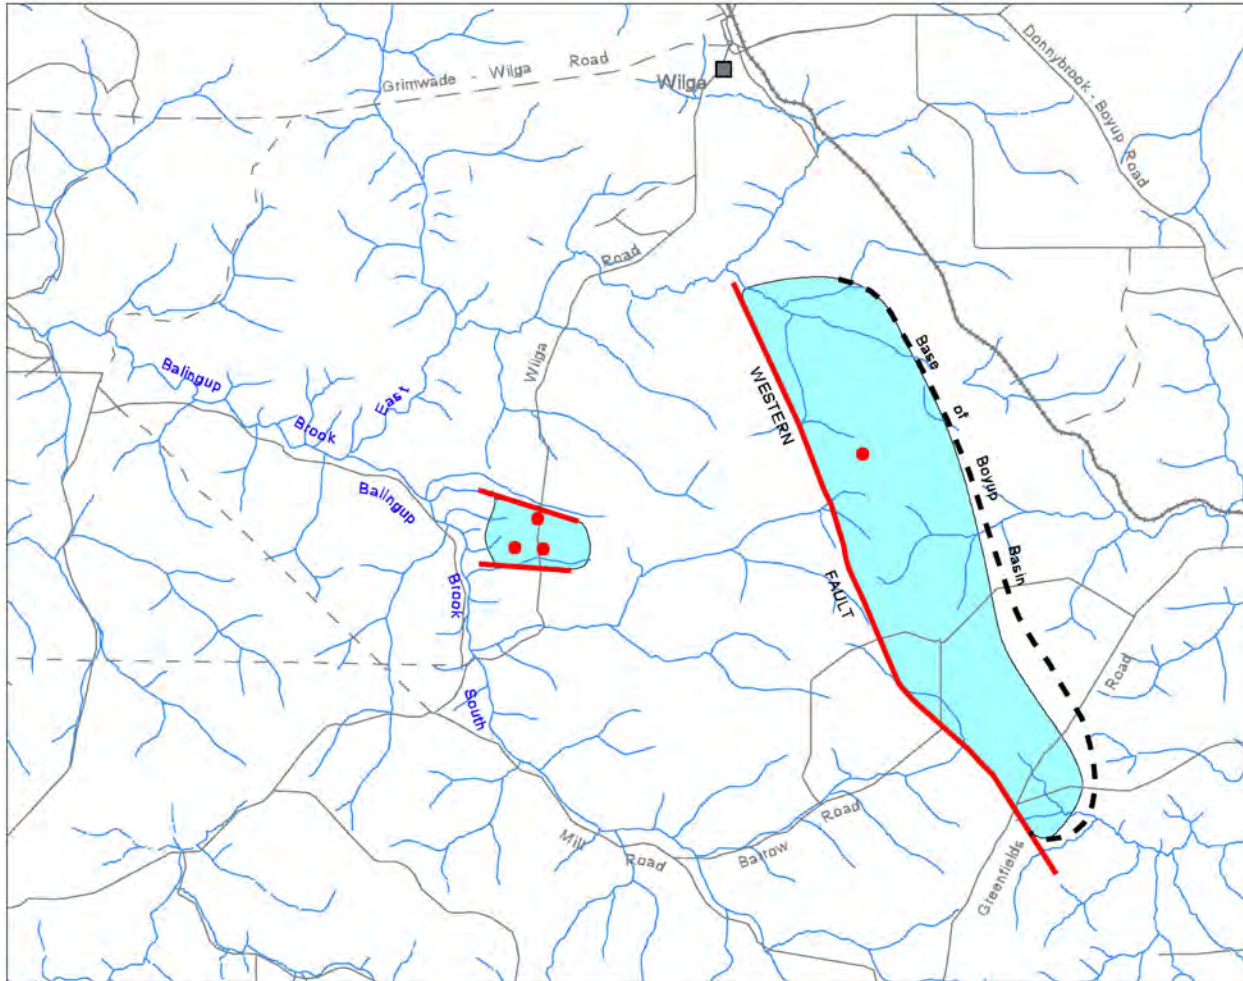 Grimwade - Wilga Road
Wilga
Donnybrook - Boyup Road
Road
Wilga
Balingup
Brook
East
Balingup
Brook
South
WESTERN
FAULT
Base
of
Boyup
Basin
Road
Greenfields
Mill
Road
Barrow
Road